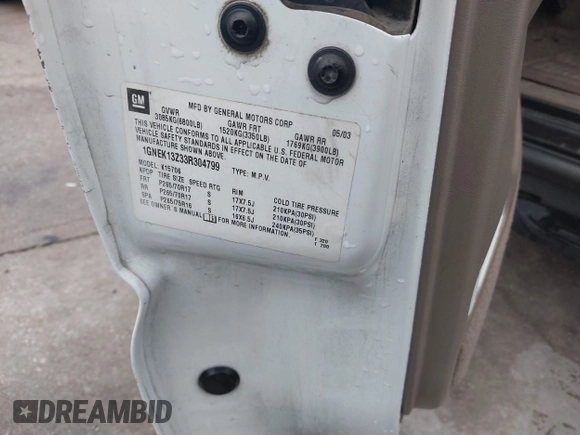 GM
MFD BY GENERAL MOTORS CORP 05/03
GVWR GAWR FRT GAWR RR
3085KG(6800LB) 1520KG(3350LB) 1769KG(3900LB)
THIS VEHICLE CONFORMS TO ALL APPLICABLE U.S. FEDERAL MOTOR
VEHICLE SAFETY STANDARDS IN EFFECT ON THE DATE OF
MANUFACTURE SHOWN ABOVE.
1GNEK13Z33R304799 TYPE: M.P.V.
MODEL: K15706
KPDP TIRE SIZE SPEED RTG RIM COLD TIRE PRESSURE
FRT P265/70R17 S 17X7.5J 210KPA(30PSI)
RR P265/70R17 S 17X7.5J 210KPA(30PSI)
SPA P265/75R16 S 16X6.5J 240KPA(35PSI)
SEE OWNER'S MANUAL FOR MORE INFORMATION.
F 320
T 200
DREAMBID